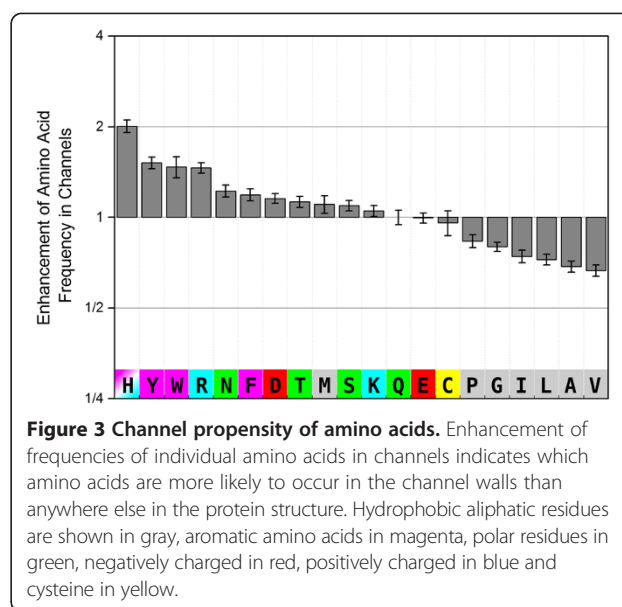 4
2
1
1/2
1/4
Enhancement of Amino Acid
Frequency in Channels
H Y W R N F D T M S K Q E C P G I L A V
Figure 3 Channel propensity of amino acids. Enhancement of
frequencies of individual amino acids in channels indicates which
amino acids are more likely to occur in the channel walls than
anywhere else in the protein structure. Hydrophobic aliphatic residues
are shown in gray, aromatic amino acids in magenta, polar residues in
green, negatively charged in red, positively charged in blue and
cysteine in yellow.